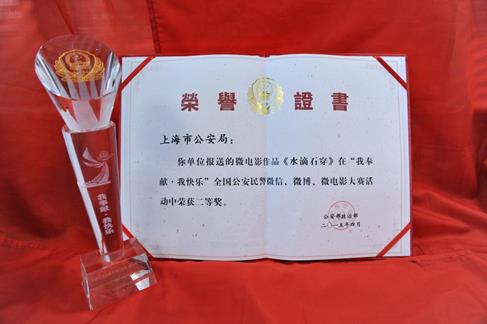 榮譽證書
上海市公安局：
你单位报送的微电影作品《水滴石穿》在“我奉
献·我快乐”全国公安民警微信、微博、微电影大赛活
动中荣获二等奖。
公安部政治部
二〇一五年四月
我奉献·我快乐